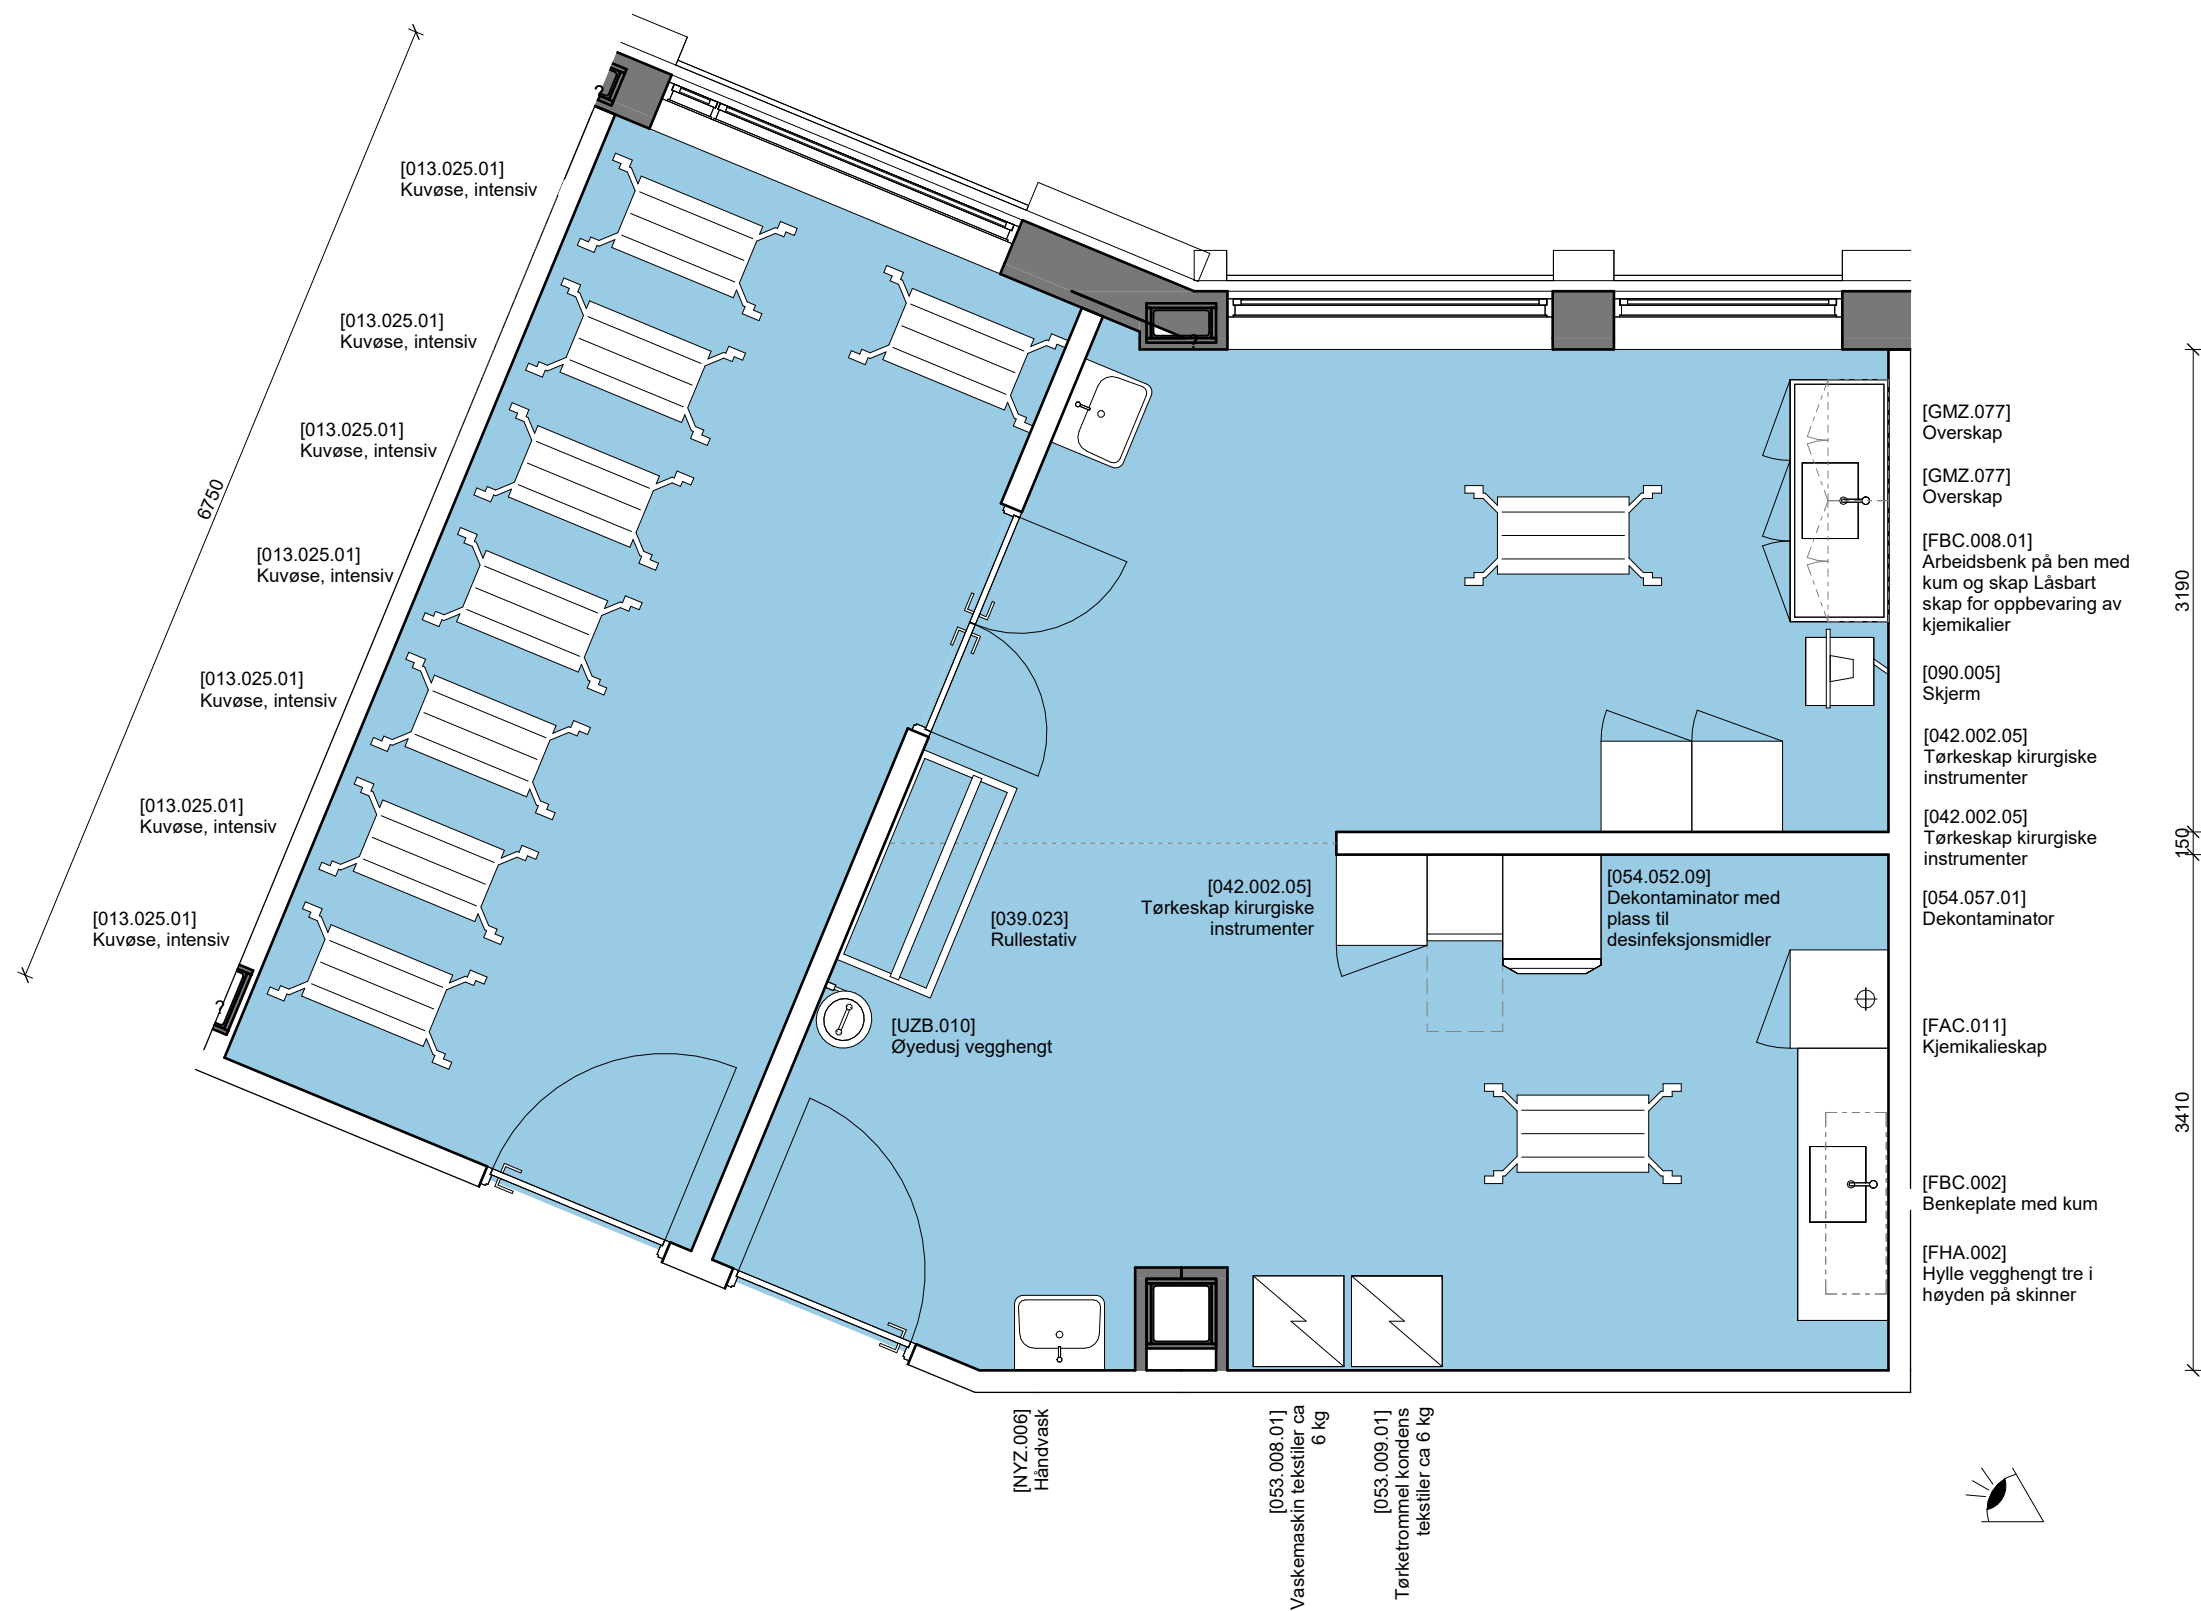 [013.025.01]
Kuvøse, intensiv
[013.025.01]
Kuvøse, intensiv
[013.025.01]
Kuvøse, intensiv
[013.025.01]
Kuvøse, intensiv
[013.025.01]
Kuvøse, intensiv
[013.025.01]
Kuvøse, intensiv
[013.025.01]
Kuvøse, intensiv
6750
?
?
?
[GMZ.077]
Overskap
[GMZ.077]
Overskap
[FBC.008.01]
Arbeidsbenk på ben med
kum og skap Låsbart
skap for oppbevaring av
kjemikalier
[090.005]
Skjerm
[042.002.05]
Tørkeskap kirurgiske
instrumenter
[042.002.05]
Tørkeskap kirurgiske
instrumenter
[054.057.01]
Dekontaminator
[FAC.011]
Kjemikalieskap
[FBC.002]
Benkeplate med kum
[FHA.002]
Hylle vegghengt tre i
høyden på skinner
3190
150
3410
[042.002.05]
Tørkeskap kirurgiske
instrumenter
[054.052.09]
Dekontaminator med
plass til
desinfeksjonsmidler
[039.023]
Rullestativ
[UZB.010]
Øyedusj vegghengt
[NYZ.006]
Håndvask
[053.008.01]
Vaskemaskin tekstiler ca
6 kg
[053.009.01]
Tørketrommel kondens
tekstiler ca 6 kg